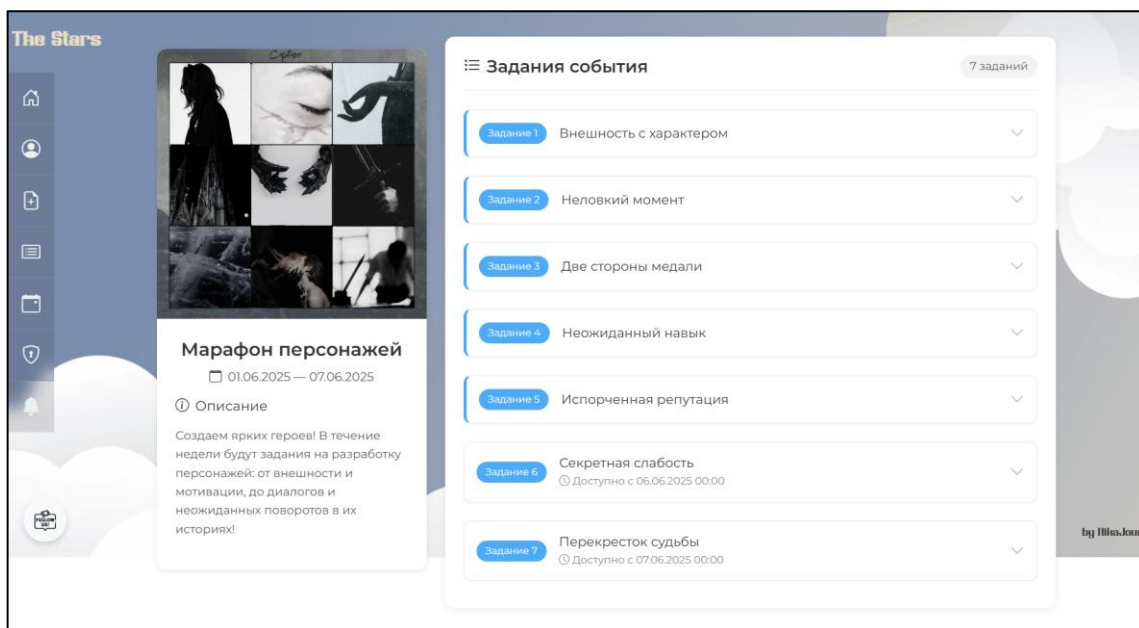 The Stars
Задания события
7 заданий
Задание 1
Внешность с характером
Задание 2
Неловкий момент
Задание 3
Две стороны медали
Задание 4
Неожиданный навык
Задание 5
Испорченная репутация
Задание 6
Секретная слабость
Доступно с 06.06.2025 00:00
Задание 7
Перекресток судьбы
Доступно с 07.06.2025 00:00
Марафон персонажей
01.06.2025 — 07.06.2025
Описание
Создаем ярких героев! В течение
недели будут задания на разработку
персонажей: от внешности и
мотивации, до диалогов и
неожиданных поворотов в их
историях!
FOLLOW
US!
by